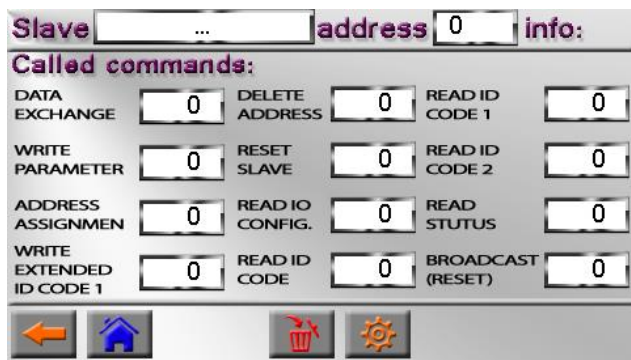 Slave ... address 0 info:
Called commands:
DATA EXCHANGE 0 DELETE ADDRESS 0 READ ID CODE 1 0
WRITE PARAMETER 0 RESET SLAVE 0 READ ID CODE 2 0
ADDRESS ASSIGNMEN 0 READ IO CONFIG. 0 READ STUTUS 0
WRITE EXTENDED ID CODE 1 0 READ ID CODE 0 BROADCAST (RESET) 0